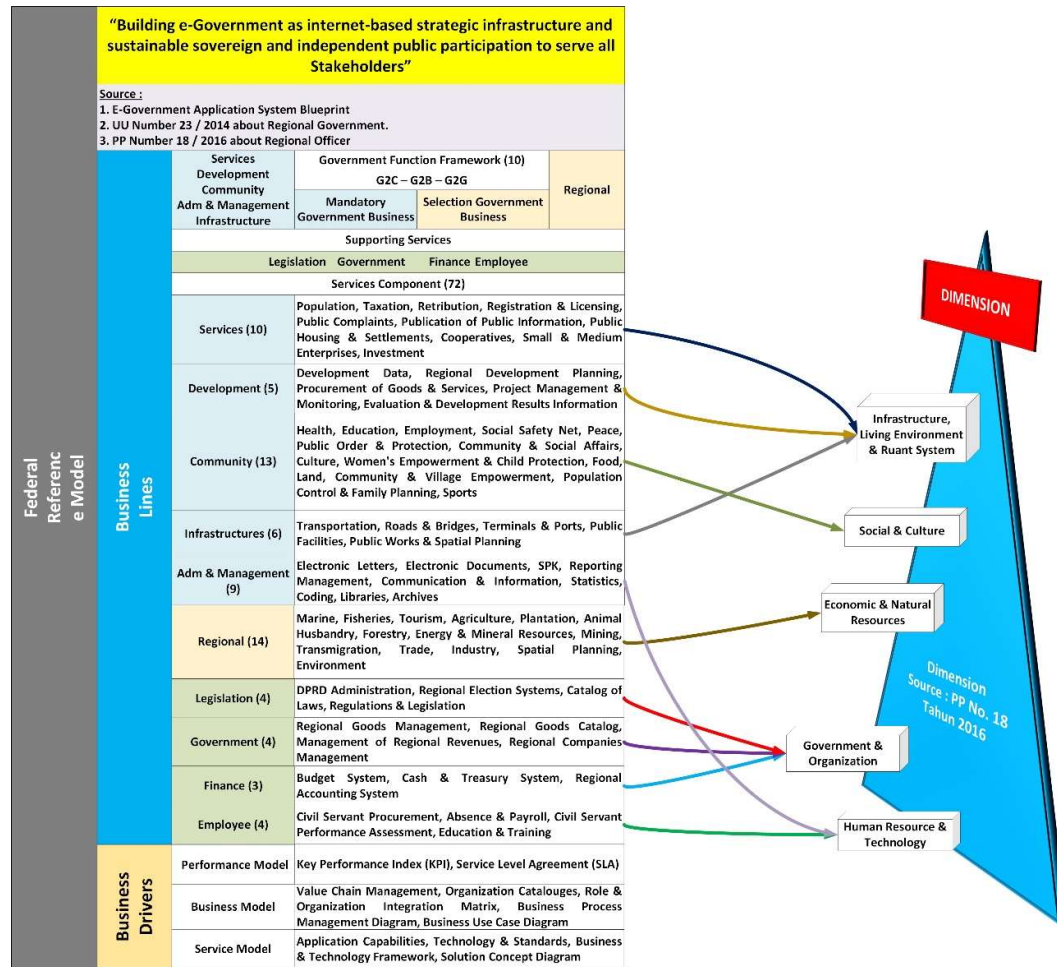 “Building e-Government as internet-based strategic infrastructure and
sustainable sovereign and independent public participation to serve all
Stakeholders”
Source :
1. E-Government Application System Blueprint
2. UU Number 23 / 2014 about Regional Government.
3. PP Number 18 / 2016 about Regional Officer
Federal
Referenc
e Model
Business
Lines
Services
Development
Community
Adm & Management
Infrastructure
Government Function Framework (10)
G2C – G2B – G2G
Mandatory
Government Business
Selection Government
Business
Regional
Supporting Services
Legislation Government Finance Employee
Services Component (72)
Services (10)
Population, Taxation, Retribution, Registration & Licensing,
Public Complaints, Publication of Public Information, Public
Housing & Settlements, Cooperatives, Small & Medium
Enterprises, Investment
Development (5)
Development Data, Regional Development Planning,
Procurement of Goods & Services, Project Management &
Monitoring, Evaluation & Development Results Information
Community (13)
Health, Education, Employment, Social Safety Net, Peace,
Public Order & Protection, Community & Social Affairs,
Culture, Women's Empowerment & Child Protection, Food,
Land, Community & Village Empowerment, Population
Control & Family Planning, Sports
Infrastructures (6)
Transportation, Roads & Bridges, Terminals & Ports, Public
Facilities, Public Works & Spatial Planning
Adm & Management
(9)
Electronic Letters, Electronic Documents, SPK, Reporting
Management, Communication & Information, Statistics,
Coding, Libraries, Archives
Regional (14)
Marine, Fisheries, Tourism, Agriculture, Plantation, Animal
Husbandry, Forestry, Energy & Mineral Resources, Mining,
Transmigration, Trade, Industry, Spatial Planning,
Environment
Legislation (4)
DPRD Administration, Regional Election Systems, Catalog of
Laws, Regulations & Legislation
Government (4)
Regional Goods Management, Regional Goods Catalog,
Management of Regional Revenues, Regional Companies
Management
Finance (3)
Budget System, Cash & Treasury System, Regional
Accounting System
Employee (4)
Civil Servant Procurement, Absence & Payroll, Civil Servant
Performance Assessment, Education & Training
Business
Drivers
Performance Model
Key Performance Index (KPI), Service Level Agreement (SLA)
Business Model
Value Chain Management, Organization Catalouges, Role &
Organization Integration Matrix, Business Process
Management Diagram, Business Use Case Diagram
Service Model
Application Capabilities, Technology & Standards, Business
& Technology Framework, Solution Concept Diagram
DIMENSION
Infrastructure,
Living Environment
& Ruant System
Social & Culture
Economic & Natural
Resources
Government &
Organization
Human Resource &
Technology
Dimension
Source : PP No. 18
Tahun 2016